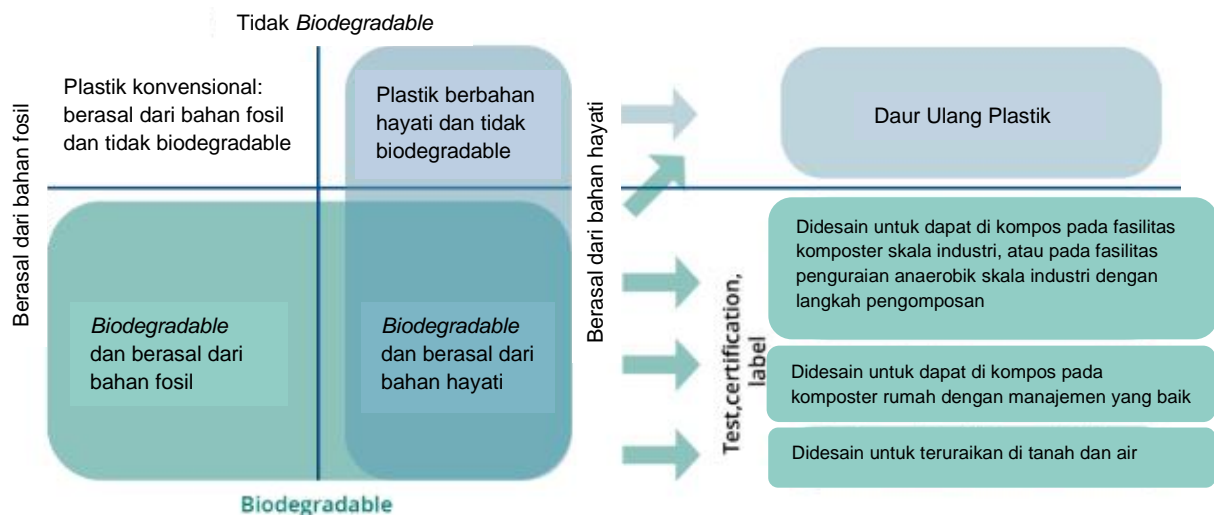 Tidak Biodegradable
Berasal dari bahan fosil
Plastik konvensional:
berasal dari bahan fosil
dan tidak biodegradable
Plastik berbahan
hayati dan tidak
biodegradable
Biodegradable
dan berasal dari
bahan fosil
Biodegradable
dan berasal dari
bahan hayati
Biodegradable
Berasal dari bahan hayati
Daur Ulang Plastik
Test,certification,
label
Didesain untuk dapat di kompos pada fasilitas
komposter skala industri, atau pada fasilitas
penguraian anaerobik skala industri dengan
langkah pengomposan
Didesain untuk dapat di kompos pada
komposter rumah dengan manajemen yang baik
Didesain untuk teruraikan di tanah dan air